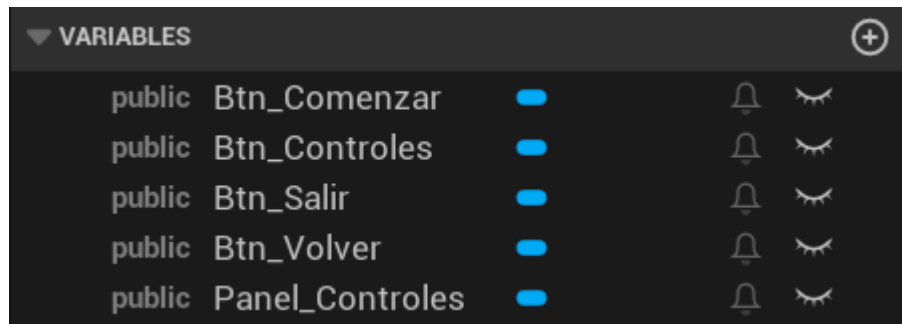 VARIABLES
public Btn_Comenzar
public Btn_Controles
public Btn_Salir
public Btn_Volver
public Panel_Controles